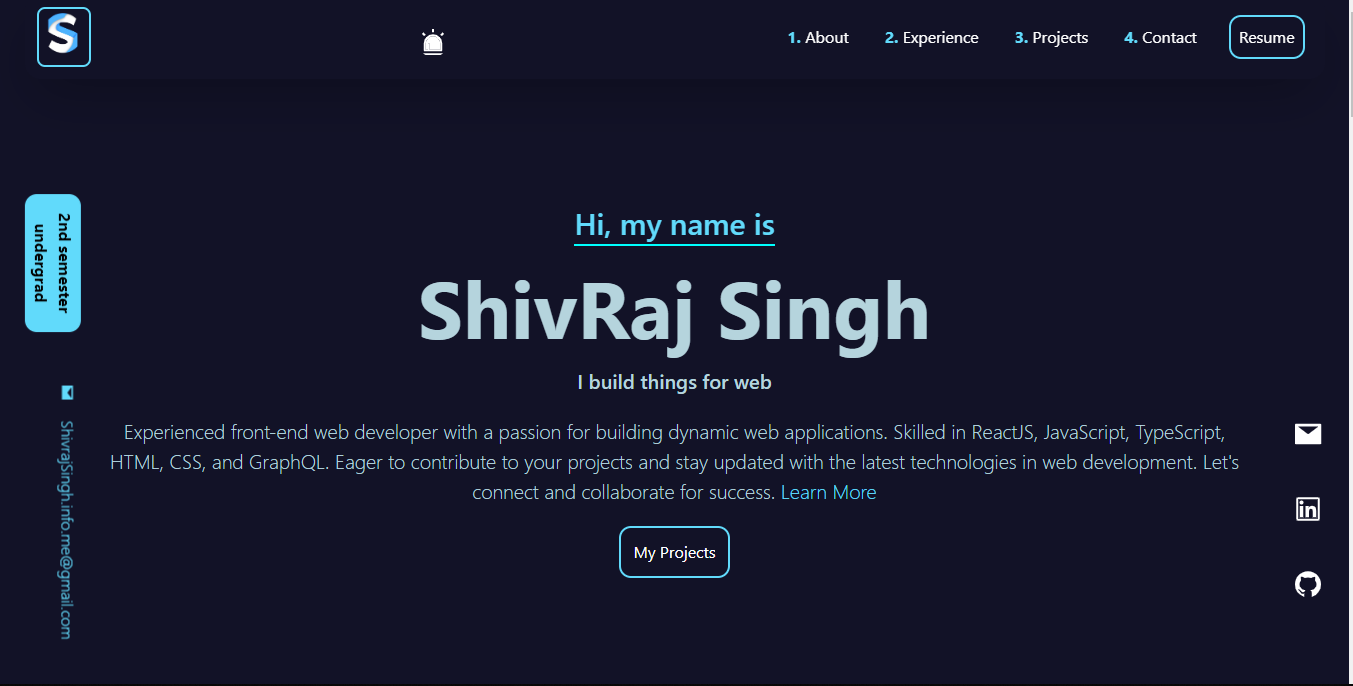 S
1. About 2. Experience 3. Projects 4. Contact Resume
2nd semester
undergrad
Hi, my name is
ShivRaj Singh
I build things for web
Experienced front-end web developer with a passion for building dynamic web applications. Skilled in ReactJS, JavaScript, TypeScript,
HTML, CSS, and GraphQL. Eager to contribute to your projects and stay updated with the latest technologies in web development. Let's
connect and collaborate for success. Learn More
My Projects
ShivrajSingh.info.me@gmail.com
in